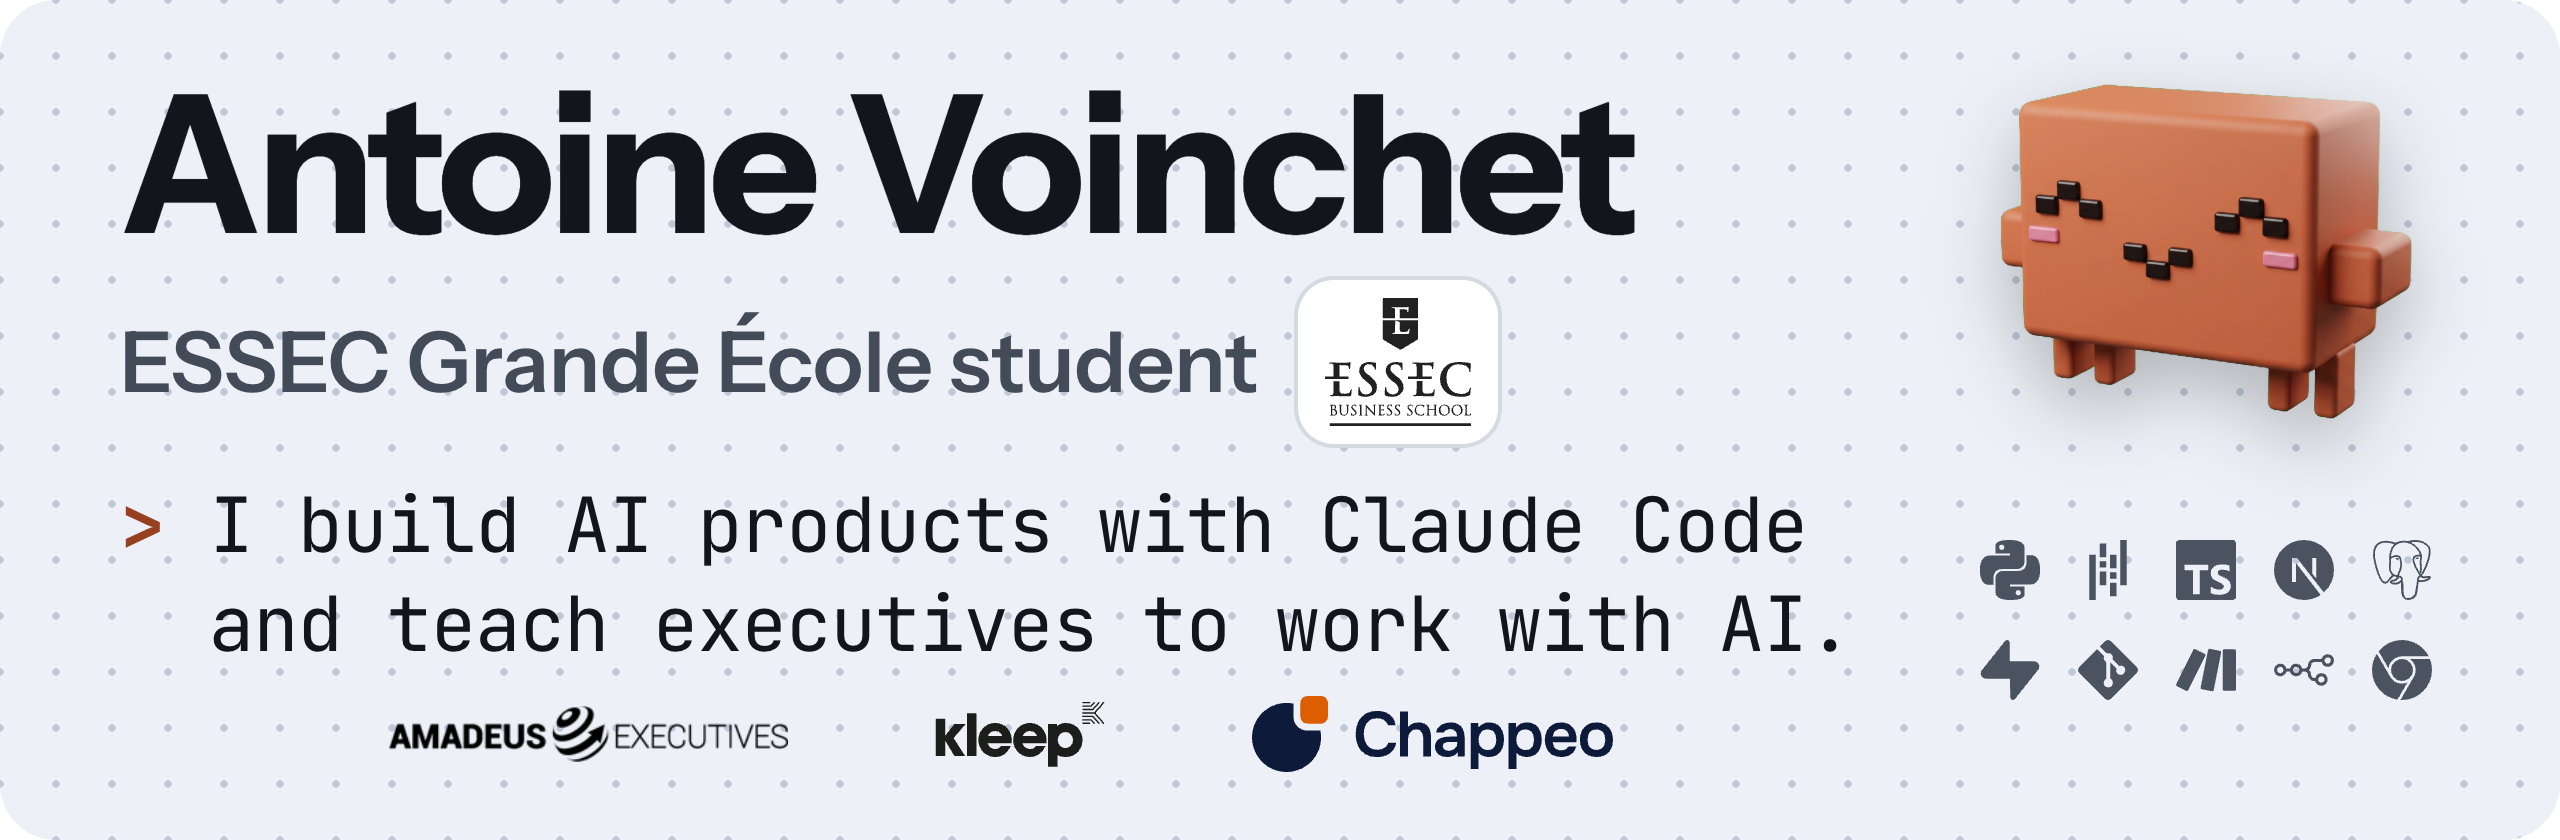 Antoine Voinchet
ESSEC Grande École student
E
ESSEC
BUSINESS SCHOOL
> I build AI products with Claude Code
and teach executives to work with AI.
TS
N
AMADEUS EXECUTIVES
kleep
Chappeo